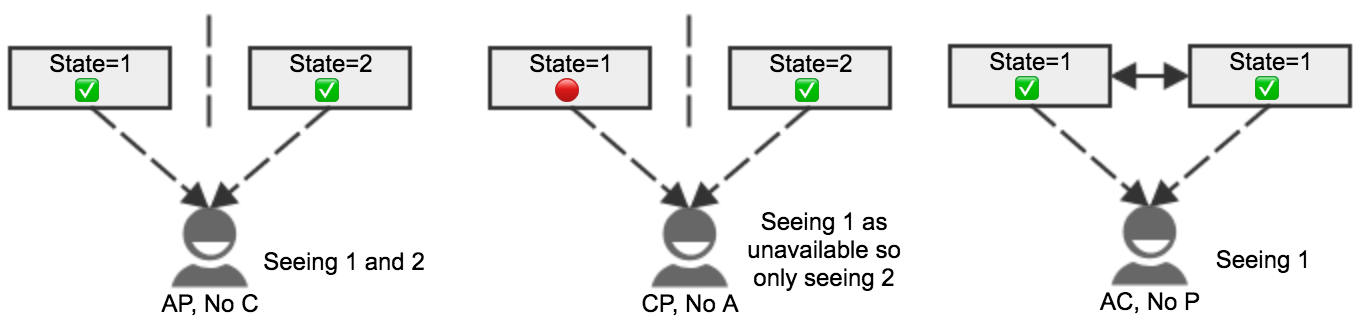 State=1
State=2
Seeing 1 and 2
AP, No C
State=1
State=2
Seeing 1 as
unavailable so
only seeing 2
CP, No A
State=1
State=1
Seeing 1
AC, No P